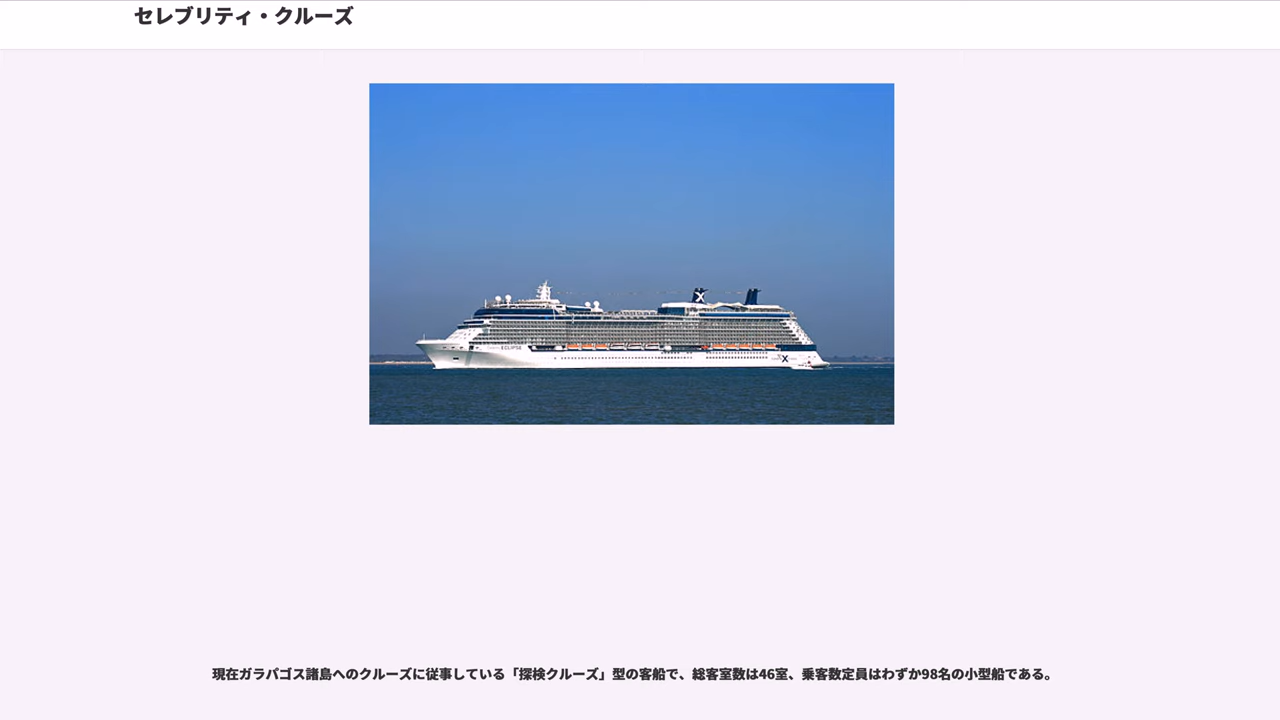 セレブリティ・クルーズ
ECLIPSE
X
X
現在ガラパゴス諸島へのクルーズに従事している「探検クルーズ」型の客船で、総客室数は46室、乗客数定員はわずか98名の小型船である。